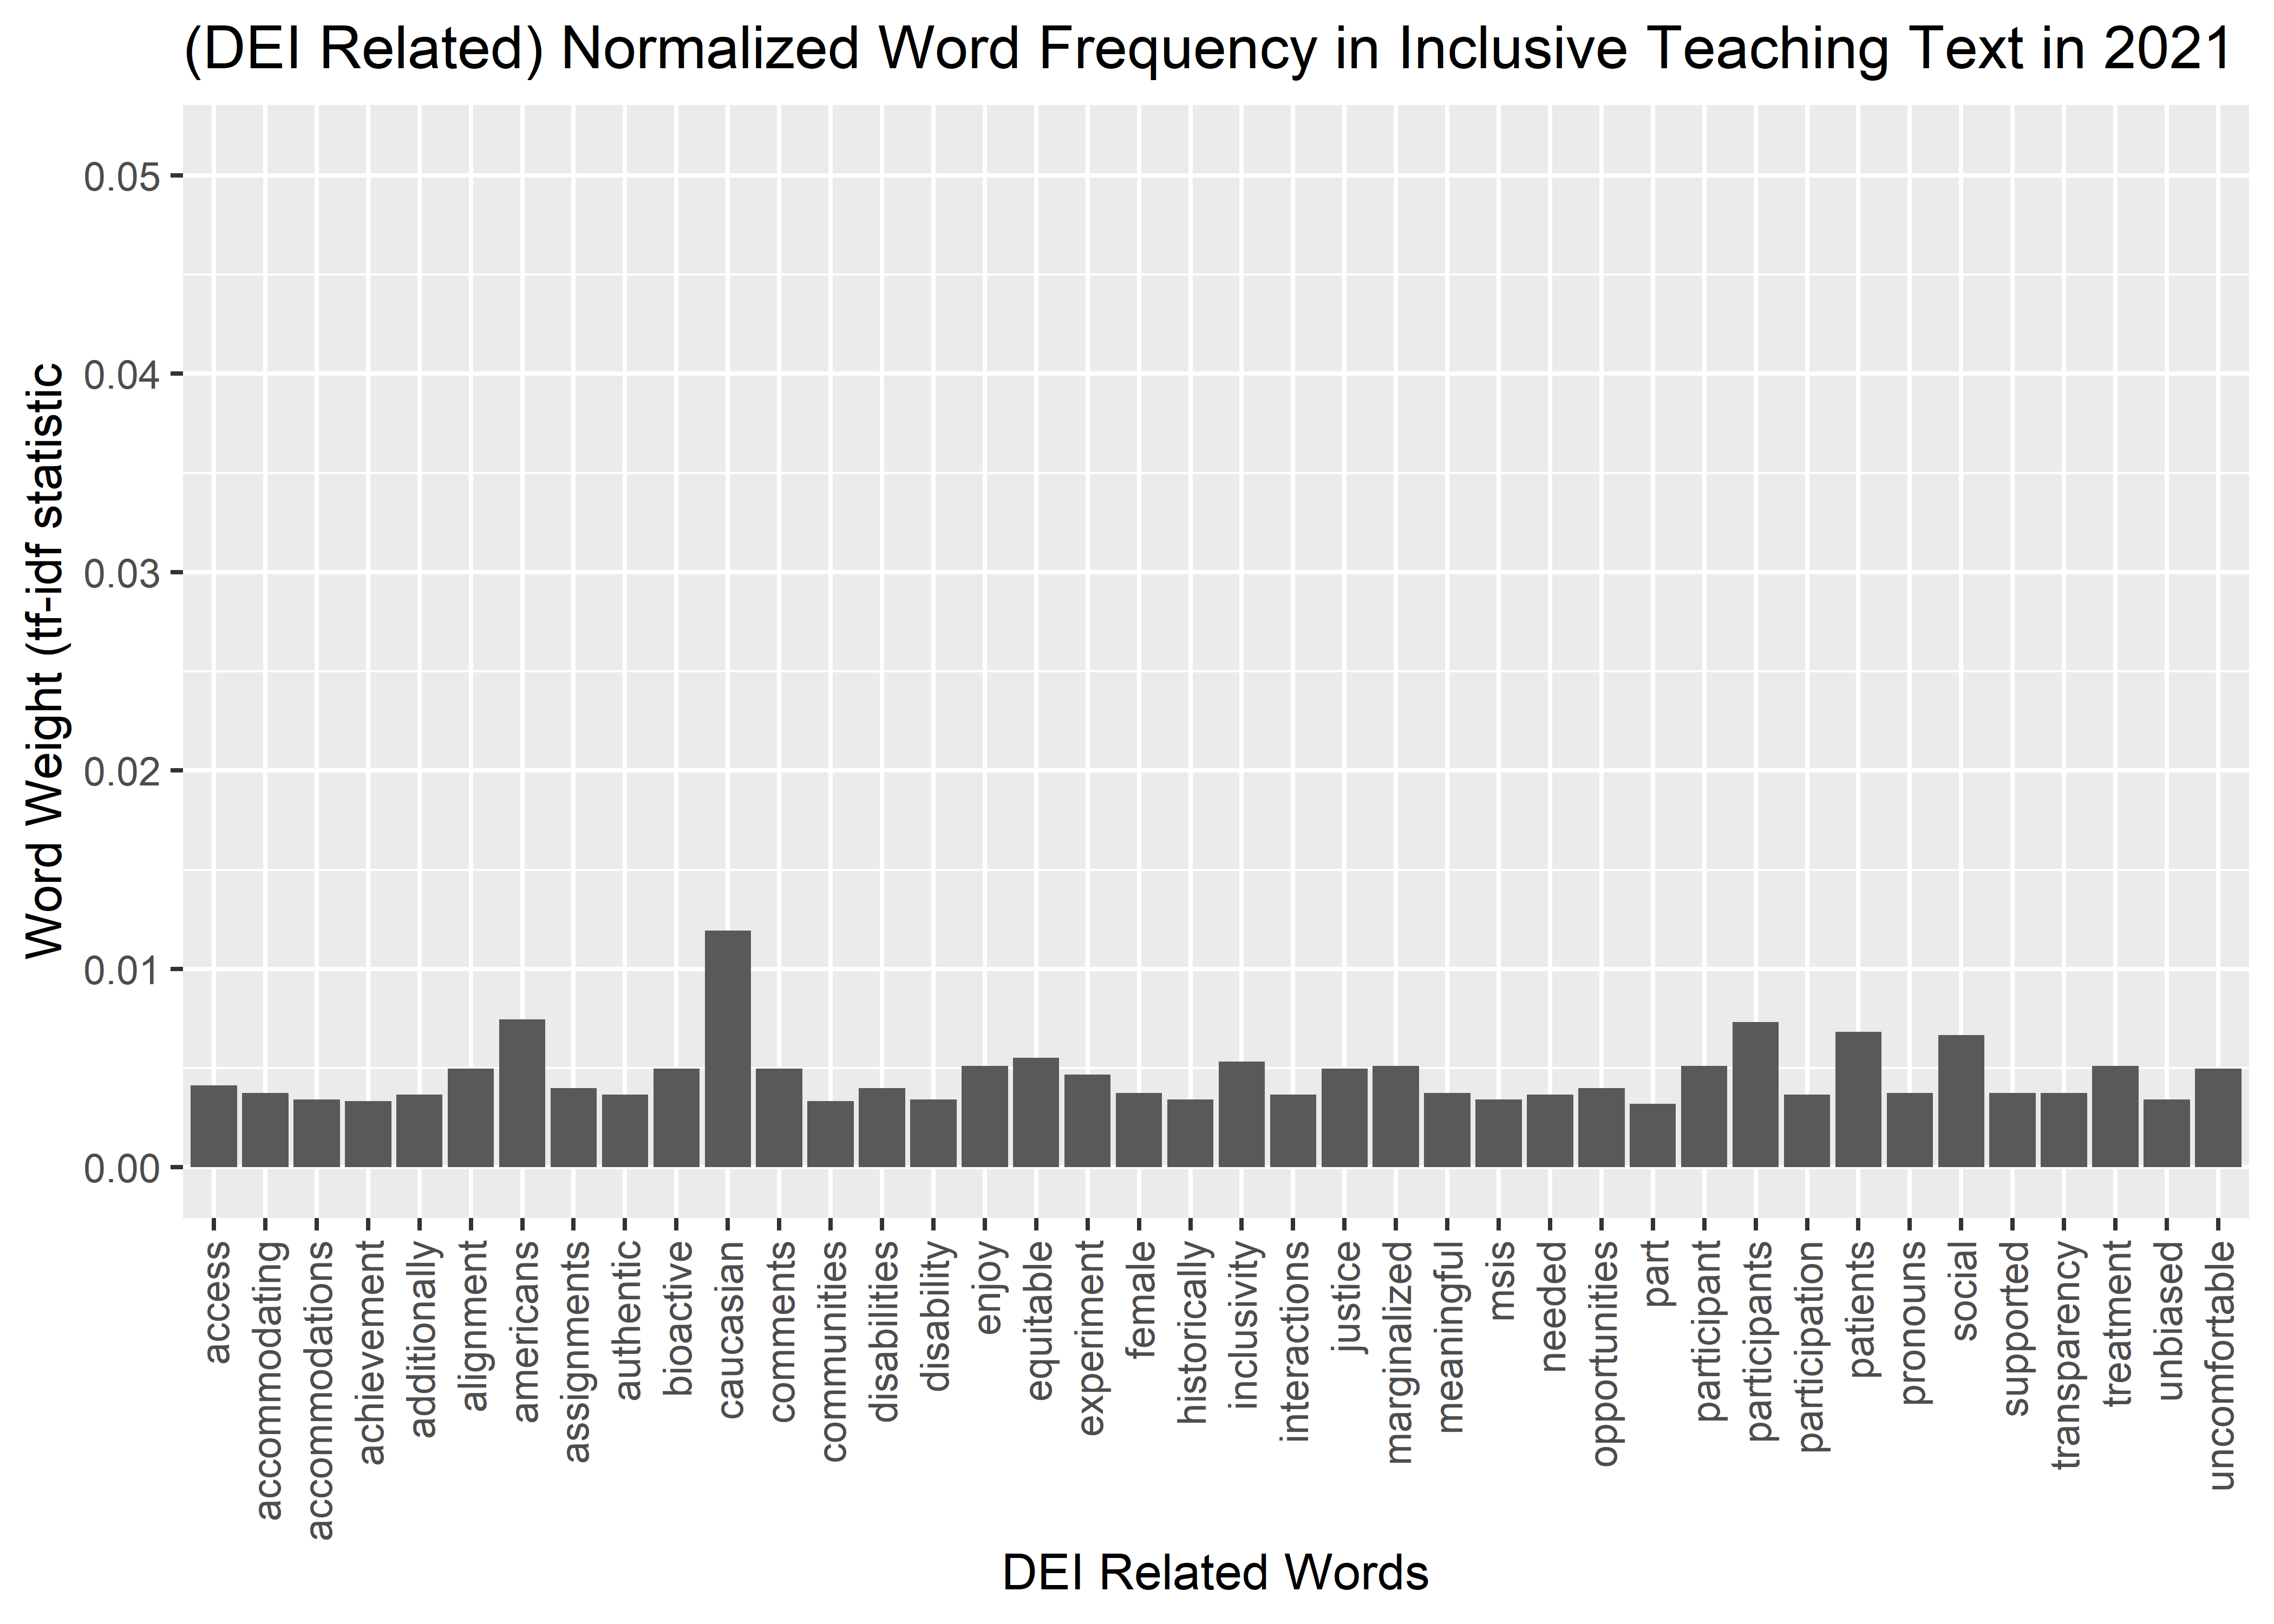 (DEI Related) Normalized Word Frequency in Inclusive Teaching Text in 2021
Word Weight (tf-idf statistic
0.05
0.04
0.03
0.02
0.01
0.00
access
accommodating
accommodations
achievement
additionally
alignment
americans
assignments
authentic
bioactive
caucasian
comments
communities
disabilities
disability
enjoy
equitable
experiment
female
historically
inclusivity
interactions
justice
marginalized
meaningful
msis
needed
opportunities
part
participant
participants
participation
patients
pronouns
social
supported
transparency
treatment
unbiased
uncomfortable
DEI Related Words